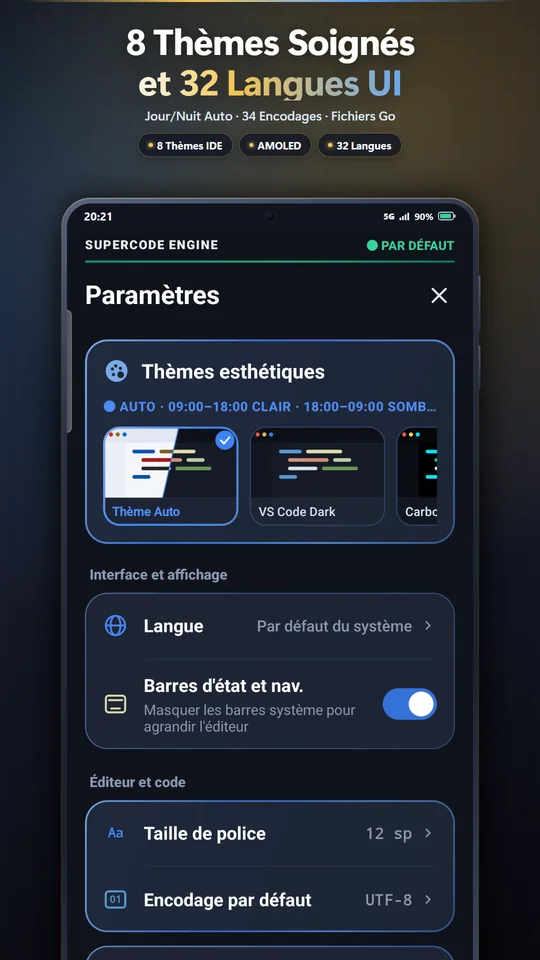 8 Thèmes Soignés
et 32 Langues UI
Jour/Nuit Auto · 34 Encodages · Fichiers Go
8 Thèmes IDE
AMOLED
32 Langues
20:21
5G
90%
SUPERCODE ENGINE
PAR DÉFAUT
Paramètres
Thèmes esthétiques
AUTO · 09:00–18:00 CLAIR · 18:00–09:00 SOMB...
Thème Auto
VS Code Dark
Carbo
Interface et affichage
Langue
Par défaut du système
Barres d'état et nav.
Masquer les barres système pour
agrandir l'éditeur
Éditeur et code
Aa
Taille de police
12 sp
01
Encodage par défaut
UTF-8